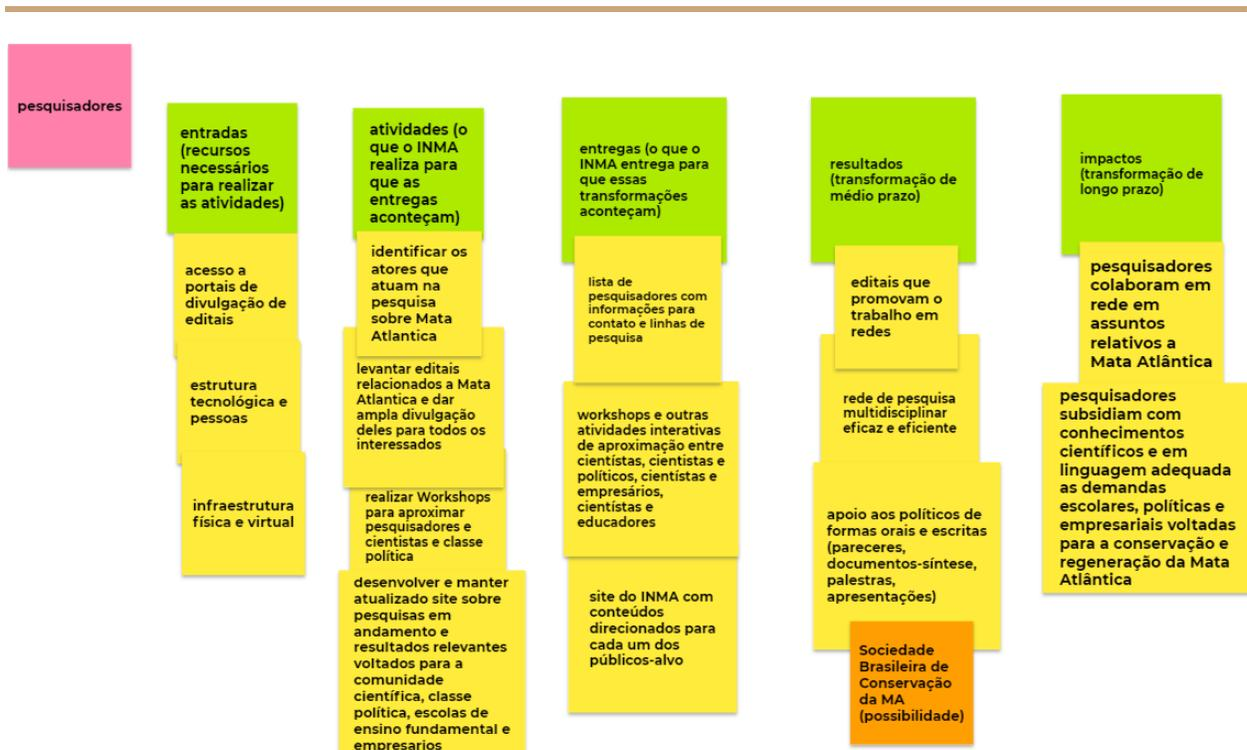 pesquisadores
entradas
(recursos
necessários
para realizar
as atividades)
acesso a
portais de
divulgação de
editais
estrutura
tecnológica e
pessoas
infraestrutura
física e virtual
atividades (o
que o INMA
realiza para
que as
entregas
aconteçam)
identificar os
atores que
atuam na
pesquisa
sobre Mata
Atlantica
levantar editais
relacionados a Mata
Atlantica e dar
ampla divulgação
deles para todos os
interessados
realizar Workshops
para aproximar
pesquisadores e
cientistas e classe
política
desenvolver e manter
atualizado site sobre
pesquisas em
andamento e
resultados relevantes
voltados para a
comunidade
científica, classe
política, escolas de
ensino fundamental e
empresarios
entregas (o que o
INMA entrega para
que essas
transformações
aconteçam)
lista de
pesquisadores com
informações para
contato e linhas de
pesquisa
workshops e outras
atividades interativas
de aproximação entre
cientístas, cientistas e
políticos, cientístas e
empresários,
cientístas e
educadores
site do INMA com
conteúdos
direcionados para
cada um dos
públicos-alvo
resultados
(transformação de
médio prazo)
editais que
promovam o
trabalho em
redes
rede de pesquisa
multidisciplinar
eficaz e eficiente
apoio aos políticos de
formas orais e escritas
(pareceres,
documentos-síntese,
palestras,
apresentações)
Sociedade
Brasileira de
Conservação
da MA
(possibilidade)
impactos
(transformação de
longo prazo)
pesquisadores
colaboram em
rede em
assuntos
relativos a
Mata Atlântica
pesquisadores
subsidiam com
conhecimentos
científicos e em
linguagem adequada
as demandas
escolares, políticas e
empresariais voltadas
para a conservação e
regeneração da Mata
Atlântica